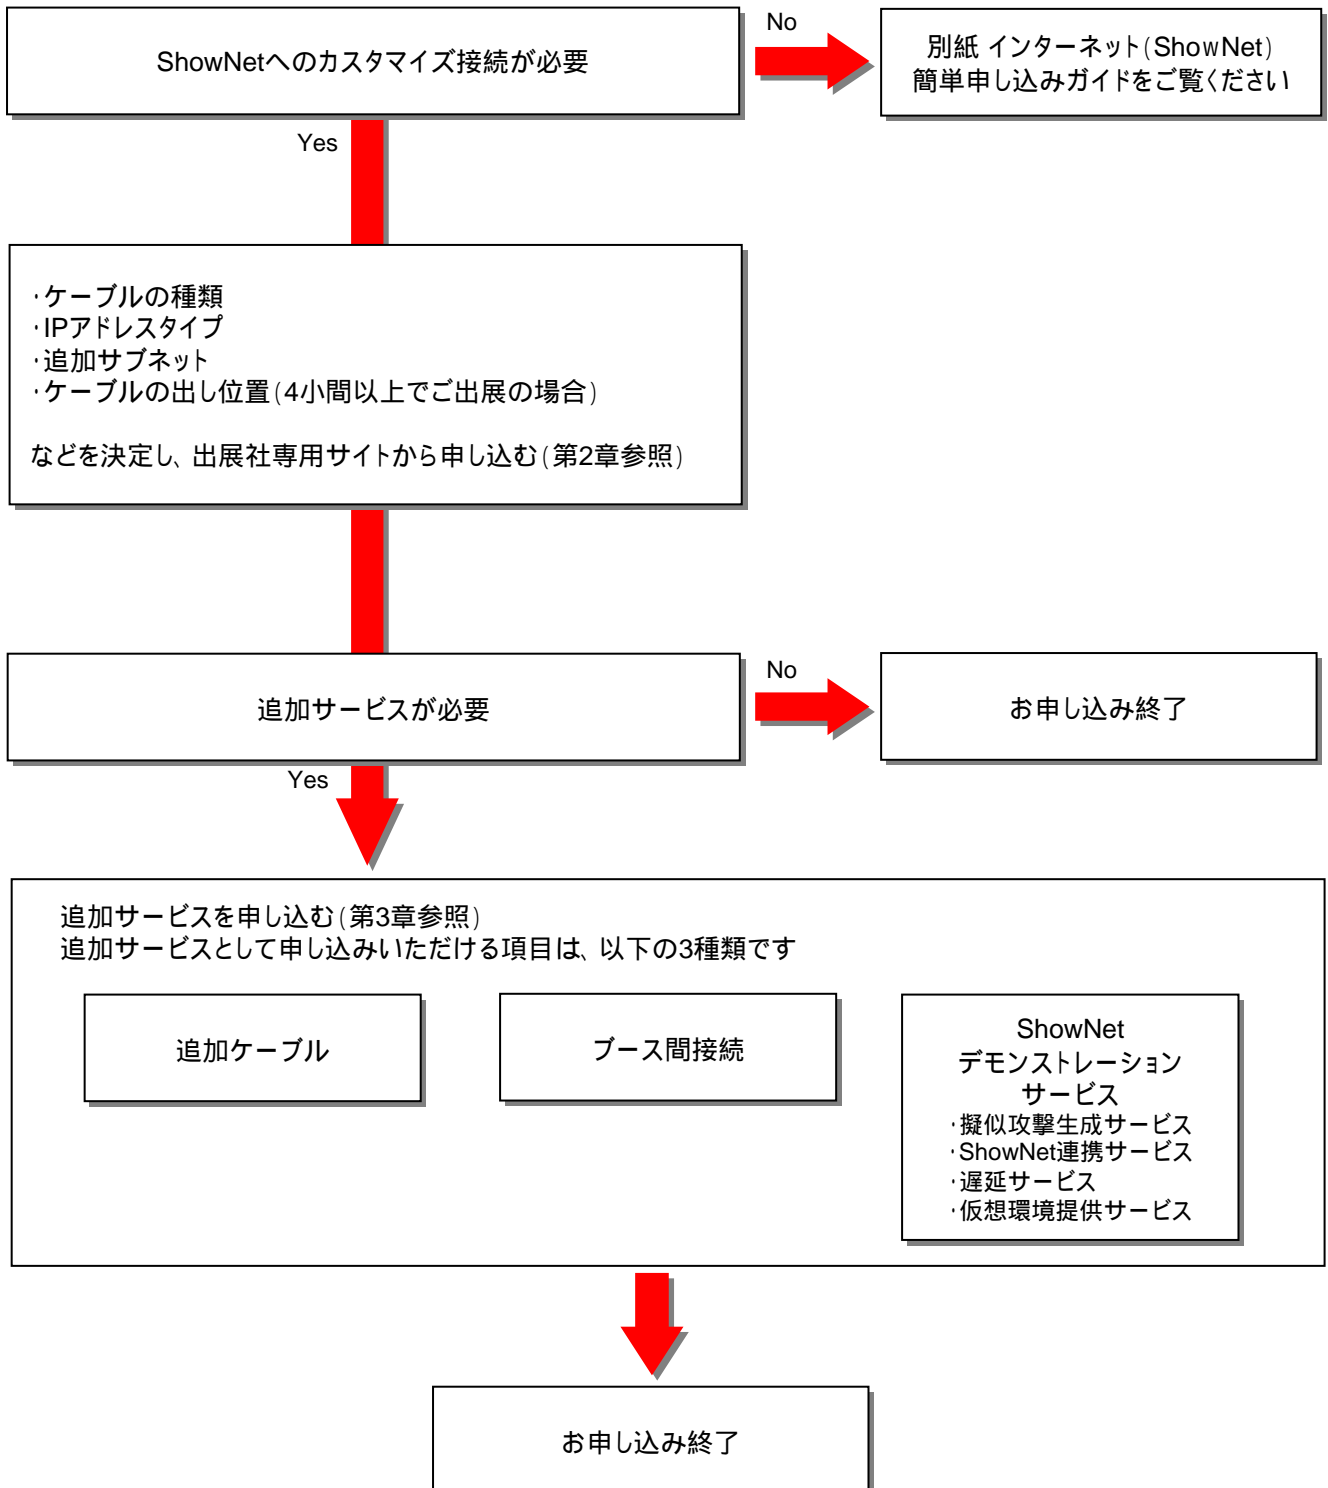 ShowNetへのカスタマイズ接続が必要
No
別紙 インターネット(ShowNet)
簡単申し込みガイドをご覧ください
Yes
・ケーブルの種類
・IPアドレスタイプ
・追加サブネット
・ケーブルの出し位置(4小間以上でご出展の場合)
などを決定し、出展社専用サイトから申し込む(第2章参照)
追加サービスが必要
No
お申し込み終了
Yes
追加サービスを申し込む(第3章参照)
追加サービスとして申し込みいただける項目は、以下の3種類です
追加ケーブル
ブース間接続
ShowNet
デモンストレーション
サービス
・擬似攻撃生成サービス
・ShowNet連携サービス
・遅延サービス
・仮想環境提供サービス
お申し込み終了